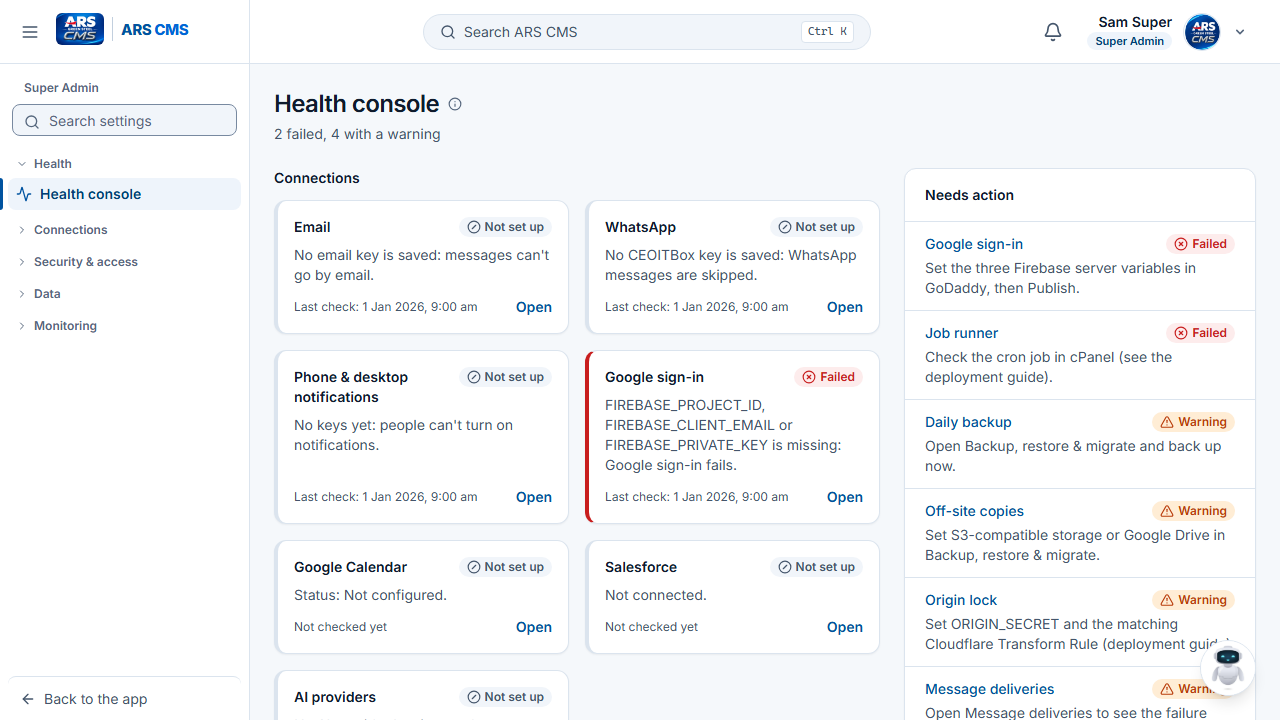 ARS
CMS
ARS CMS
Search ARS CMS
Ctrl K
Sam Super
Super Admin
ARS
CMS
Super Admin
Search settings
Health
Health console
Connections
Security & access
Data
Monitoring
Back to the app
Health console
2 failed, 4 with a warning
Connections
Email
Not set up
No email key is saved: messages can't
go by email.
Last check: 1 Jan 2026, 9:00 am
Open
WhatsApp
Not set up
No CEOITBox key is saved: WhatsApp
messages are skipped.
Last check: 1 Jan 2026, 9:00 am
Open
Phone & desktop
notifications
Not set up
No keys yet: people can't turn on
notifications.
Last check: 1 Jan 2026, 9:00 am
Open
Google sign-in
Failed
FIREBASE_PROJECT_ID,
FIREBASE_CLIENT_EMAIL or
FIREBASE_PRIVATE_KEY is missing:
Google sign-in fails.
Last check: 1 Jan 2026, 9:00 am
Open
Google Calendar
Not set up
Status: Not configured.
Not checked yet
Open
Salesforce
Not set up
Not connected.
Not checked yet
Open
AI providers
Not set up
Needs action
Google sign-in
Failed
Set the three Firebase server variables in
GoDaddy, then Publish.
Job runner
Failed
Check the cron job in cPanel (see the
deployment guide).
Daily backup
Warning
Open Backup, restore & migrate and back up
now.
Off-site copies
Warning
Set S3-compatible storage or Google Drive in
Backup, restore & migrate.
Origin lock
Warning
Set ORIGIN_SECRET and the matching
Cloudflare Transform Rule (deployment
Message deliveries
Open Message deliveries to see the failure